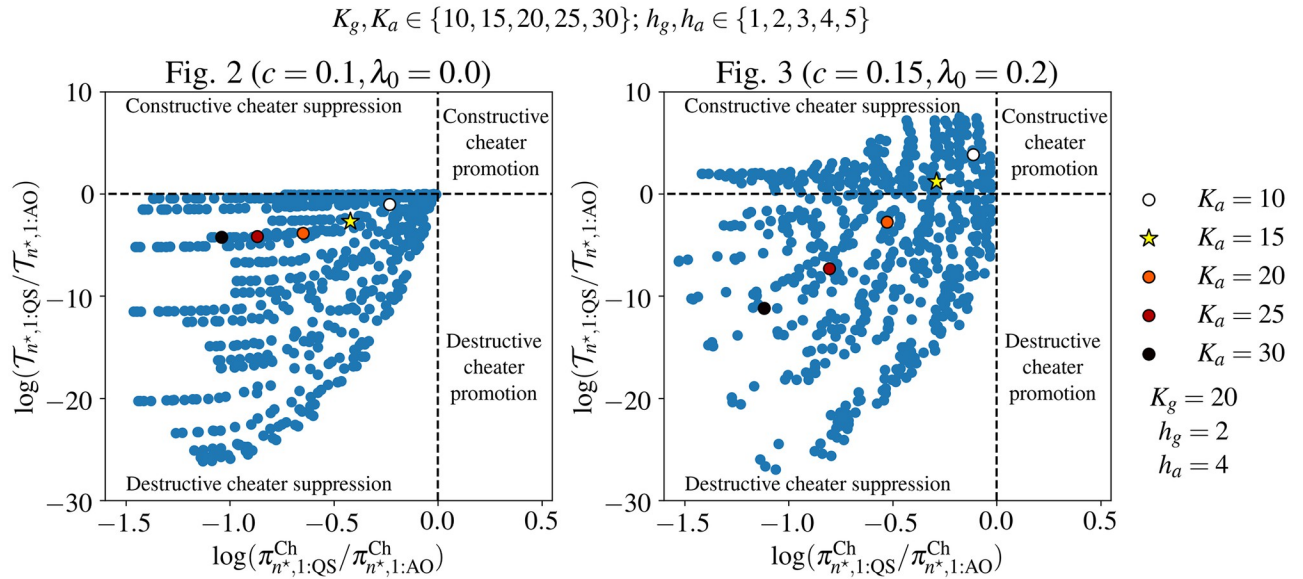 K_g, K_a ∈ {10, 15, 20, 25, 30}; h_g, h_a ∈ {1, 2, 3, 4, 5}
Fig. 2 (c = 0.1, λ_0 = 0.0)
10
0
−10
−20
−30
−1.5
−1.0
−0.5
0.0
0.5
log(𝒯_{n⋆,1:QS}/𝒯_{n⋆,1:AO})
log(π^{Ch}_{n⋆,1:QS}/π^{Ch}_{n⋆,1:AO})
Constructive cheater suppression
Constructive
cheater
promotion
Destructive
cheater
promotion
Destructive cheater suppression
Fig. 3 (c = 0.15, λ_0 = 0.2)
10
0
−10
−20
−30
−1.5
−1.0
−0.5
0.0
0.5
log(𝒯_{n⋆,1:QS}/𝒯_{n⋆,1:AO})
log(π^{Ch}_{n⋆,1:QS}/π^{Ch}_{n⋆,1:AO})
Constructive cheater suppression
Constructive
cheater
promotion
Destructive
cheater
promotion
Destructive cheater suppression
K_a = 10
K_a = 15
K_a = 20
K_a = 25
K_a = 30
K_g = 20
h_g = 2
h_a = 4